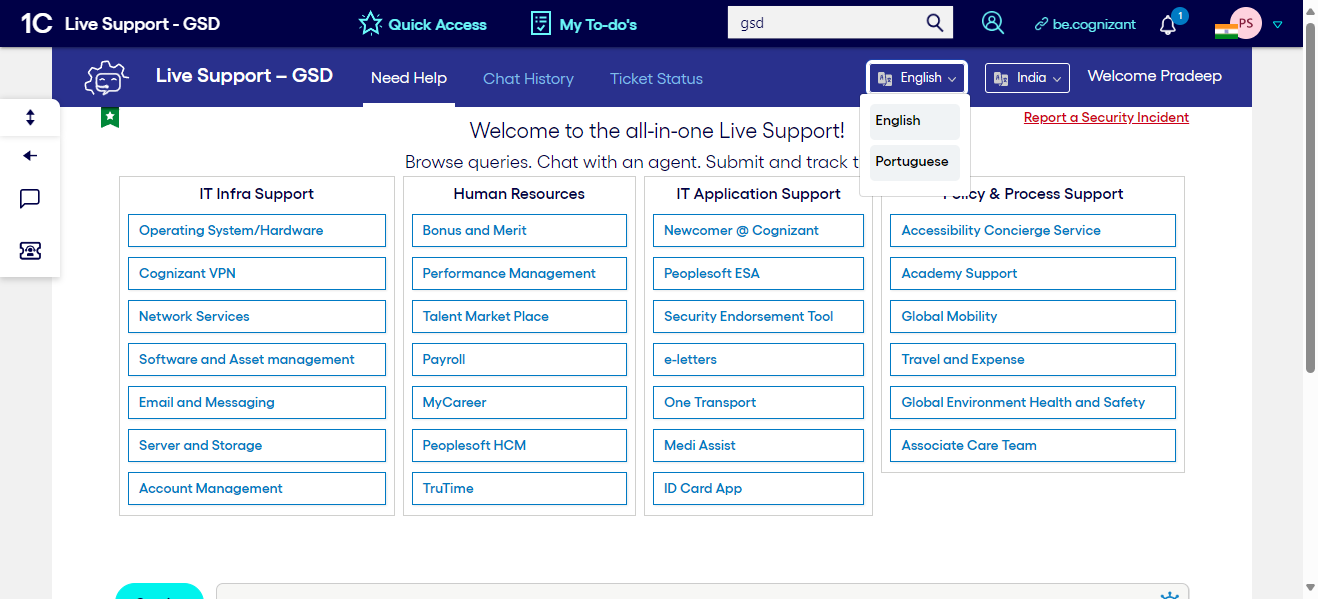 1C Live Support - GSD
Quick Access
My To-do's
gsd
be.cognizant
1
PS
Live Support – GSD
Need Help
Chat History
Ticket Status
English
India
Welcome Pradeep
English
Portuguese
Report a Security Incident
Welcome to the all-in-one Live Support!
Browse queries. Chat with an agent. Submit and track t
IT Infra Support
Operating System/Hardware
Cognizant VPN
Network Services
Software and Asset management
Email and Messaging
Server and Storage
Account Management
Human Resources
Bonus and Merit
Performance Management
Talent Market Place
Payroll
MyCareer
Peoplesoft HCM
TruTime
IT Application Support
Newcomer @ Cognizant
Peoplesoft ESA
Security Endorsement Tool
e-letters
One Transport
Medi Assist
ID Card App
& Process Support
Accessibility Concierge Service
Academy Support
Global Mobility
Travel and Expense
Global Environment Health and Safety
Associate Care Team